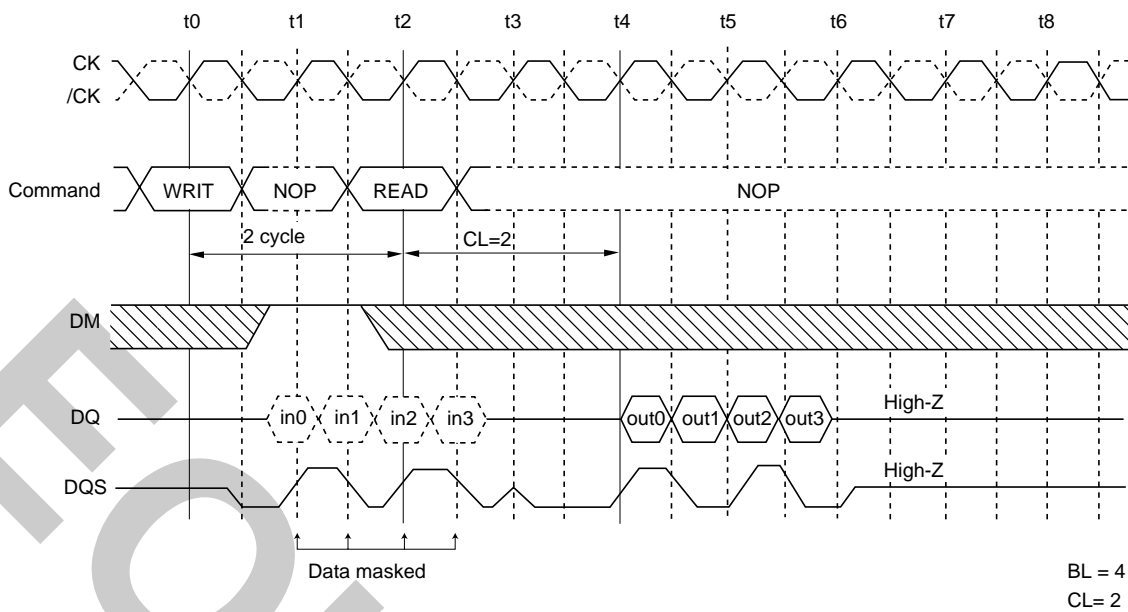 t0 t1 t2 t3 t4 t5 t6 t7 t8
CK
/CK
Command WRIT NOP READ NOP
2 cycle CL=2
DM
DQ in0 in1 in2 in3 out0 out1 out2 out3 High-Z
DQS High-Z
Data masked
BL = 4
CL= 2